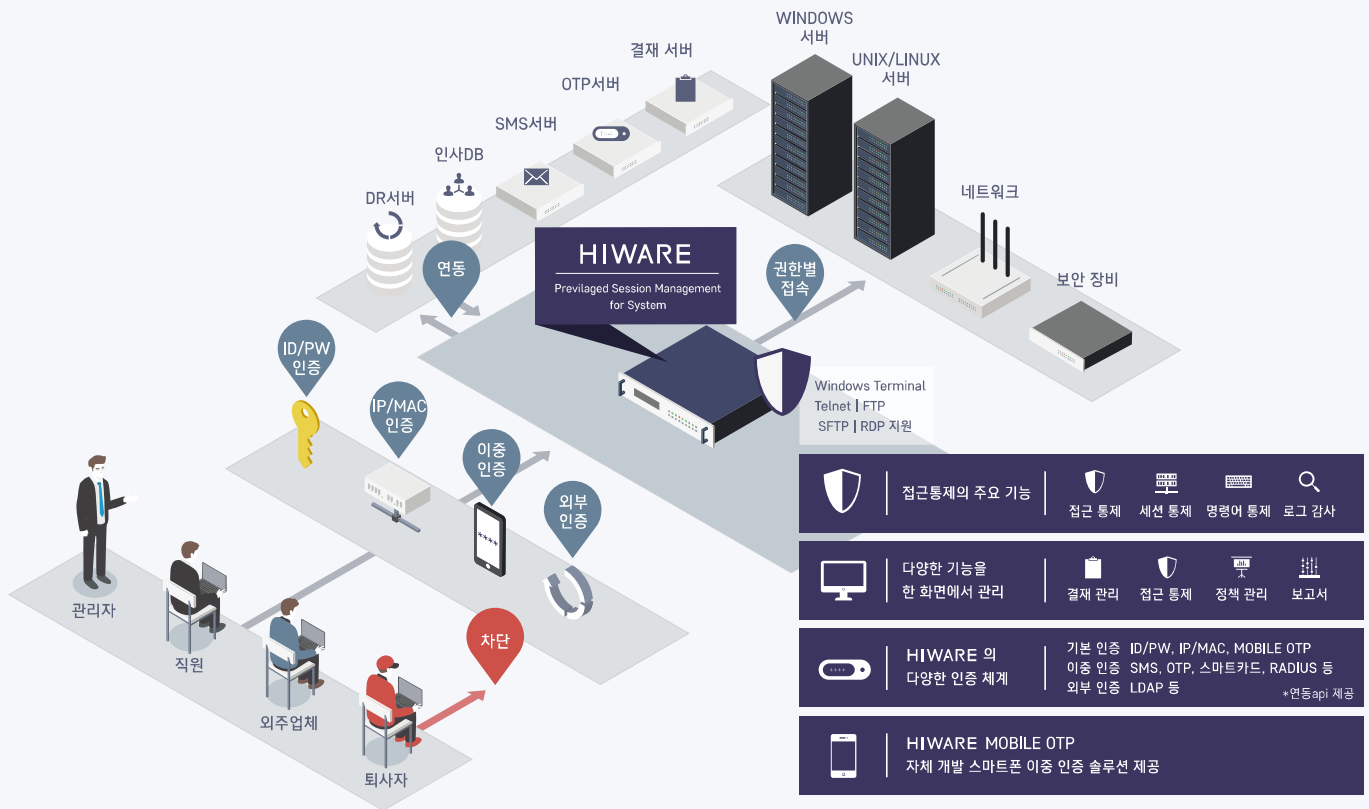 WINDOWS
서버
결재 서버
UNIX/LINUX
서버
OTP서버
SMS서버
인사DB
DR서버
네트워크
보안 장비
연동
HIWARE
Previlaged Session Management
for System
권한별
접속
ID/PW
인증
IP/MAC
인증
이중
인증
****
외부
인증
Windows Terminal
Telnet | FTP
SFTP | RDP 지원
관리자
직원
외주업체
퇴사자
차단
접근통제의 주요 기능
접근 통제 세션 통제 명령어 통제 로그 감사
다양한 기능을
한 화면에서 관리
결재 관리 접근 통제 정책 관리 보고서
HIWARE 의
다양한 인증 체계
기본 인증 ID/PW, IP/MAC, MOBILE OTP
이중 인증 SMS, OTP, 스마트카드, RADIUS 등
외부 인증 LDAP 등
*연동api 제공
HIWARE MOBILE OTP
자체 개발 스마트폰 이중 인증 솔루션 제공